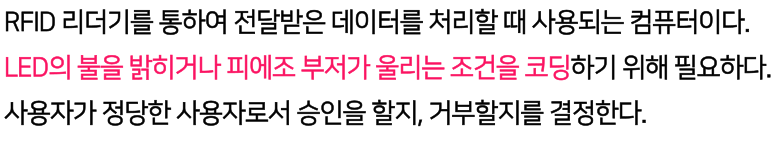 RFID 리더기를 통하여 전달받은 데이터를 처리할 때 사용되는 컴퓨터이다.
LED의 불을 밝히거나 피에조 부저가 울리는 조건을 코딩하기 위해 필요하다.
사용자가 정당한 사용자로서 승인을 할지, 거부할지를 결정한다.